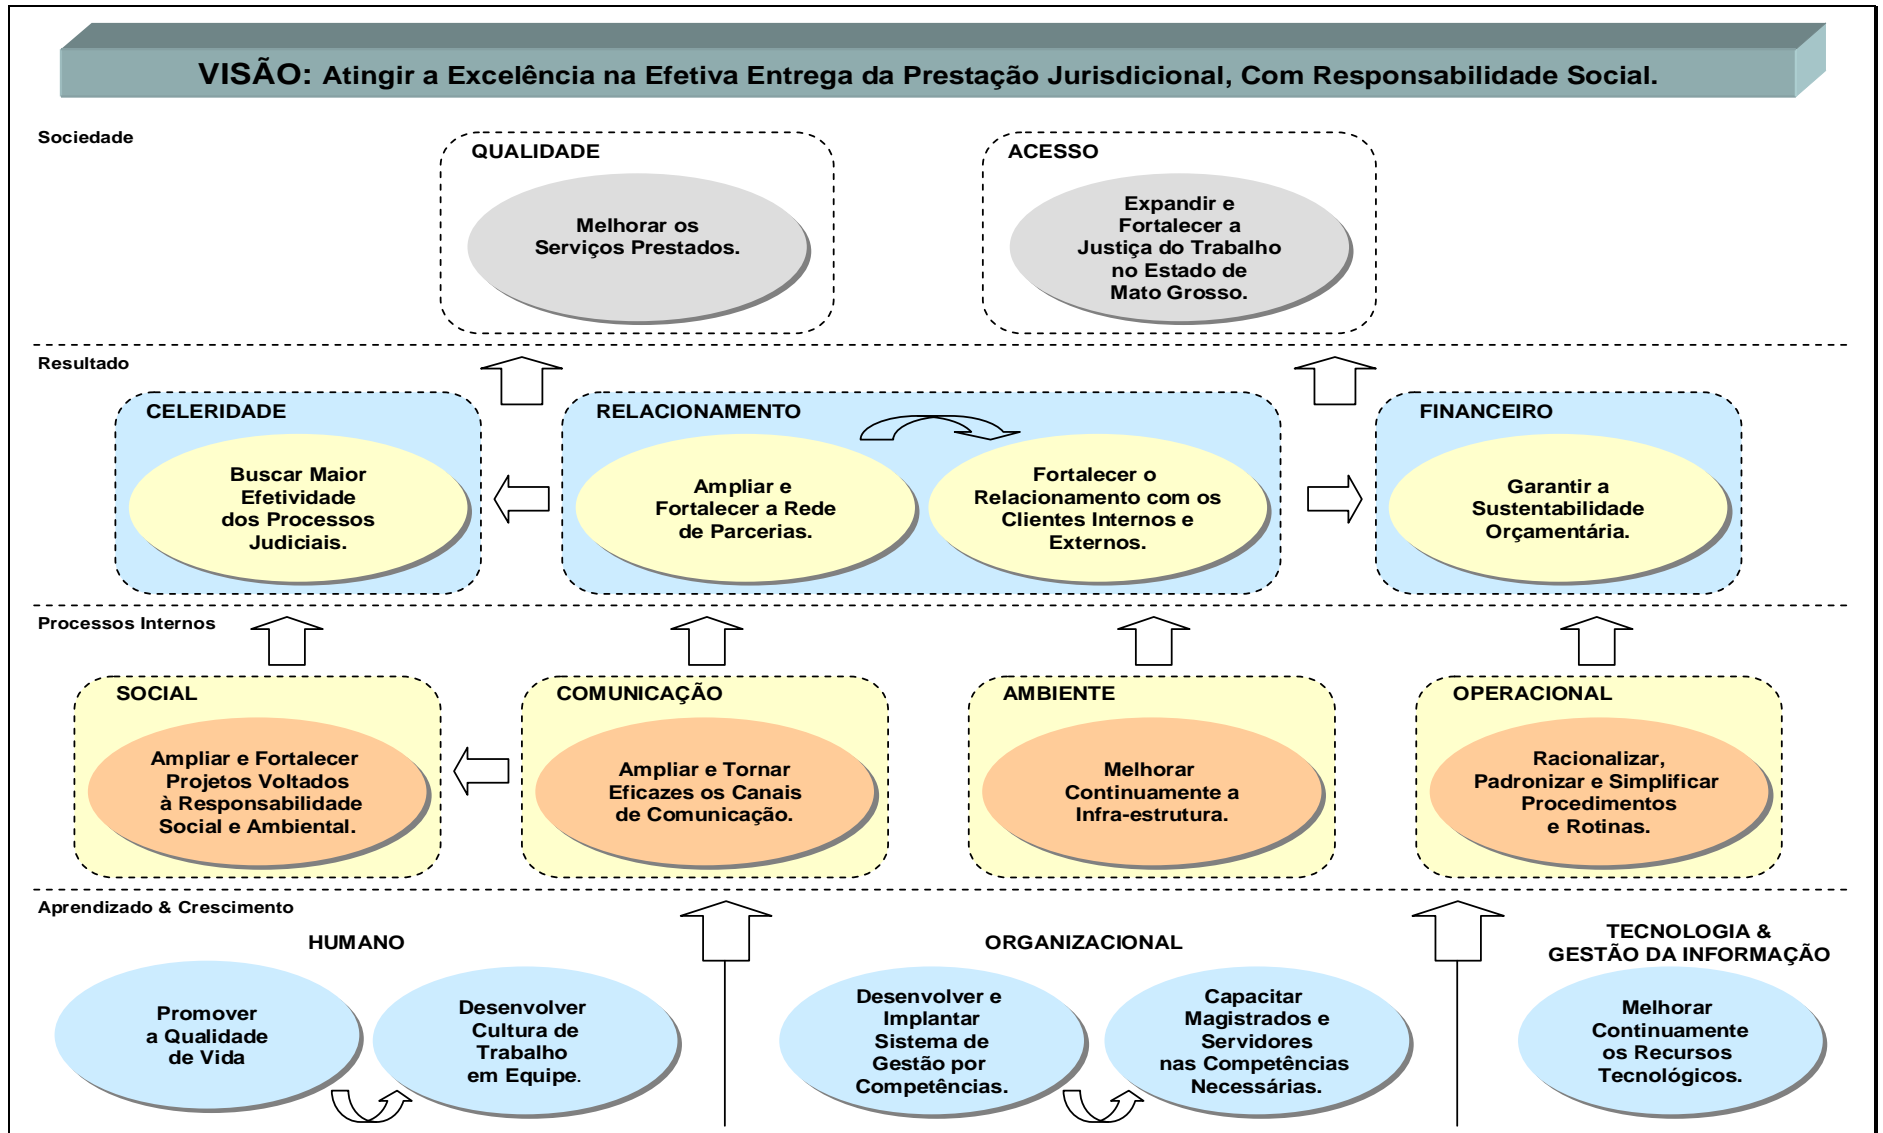 VISÃO: Atingir a Excelência na Efetiva Entrega da Prestação Jurisdicional, Com Responsabilidade Social.
Sociedade
QUALIDADE
Melhorar os
Serviços Prestados.
ACESSO
Expandir e
Fortalecer a
Justiça do Trabalho
no Estado de
Mato Grosso.
Resultado
CELERIDADE
Buscar Maior
Efetividade
dos Processos
Judiciais.
RELACIONAMENTO
Ampliar e
Fortalecer a Rede
de Parcerias.
Fortalecer o
Relacionamento com os
Clientes Internos e
Externos.
FINANCEIRO
Garantir a
Sustentabilidade
Orçamentária.
Processos Internos
SOCIAL
Ampliar e Fortalecer
Projetos Voltados
à Responsabilidade
Social e Ambiental.
COMUNICAÇÃO
Ampliar e Tornar
Eficazes os Canais
de Comunicação.
AMBIENTE
Melhorar
Continuamente a
Infra-estrutura.
OPERACIONAL
Racionalizar,
Padronizar e Simplificar
Procedimentos
e Rotinas.
Aprendizado & Crescimento
HUMANO
Promover
a Qualidade
de Vida
Desenvolver
Cultura de
Trabalho
em Equipe.
ORGANIZACIONAL
Desenvolver e
Implantar
Sistema de
Gestão por
Competências.
Capacitar
Magistrados e
Servidores
nas Competências
Necessárias.
TECNOLOGIA &
GESTÃO DA INFORMAÇÃO
Melhorar
Continuamente
os Recursos
Tecnológicos.